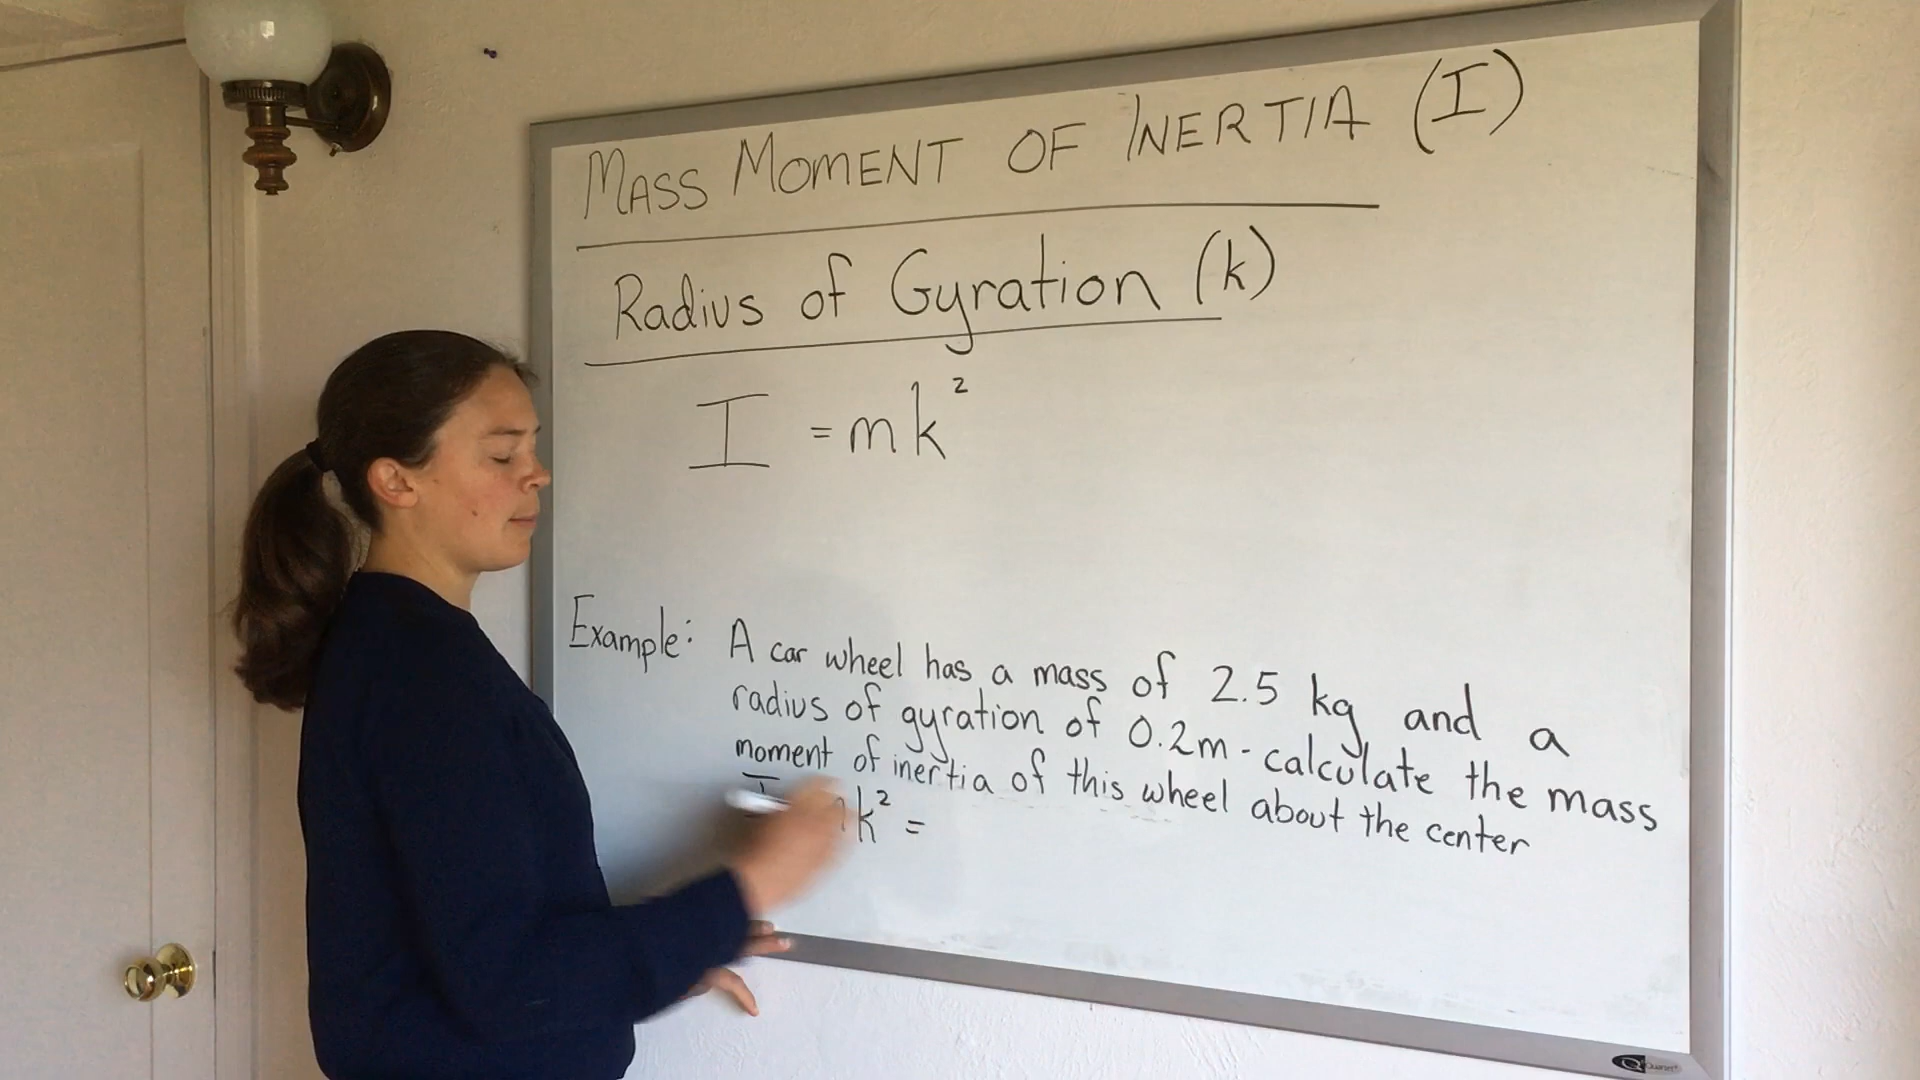 MASS MOMENT OF INERTIA (I)
Radius of Gyration (k)
I = mk²
Example: A car wheel has a mass of 2.5 kg and a
radius of gyration of 0.2m - calculate the mass
moment of inertia of this wheel about the center
k² =